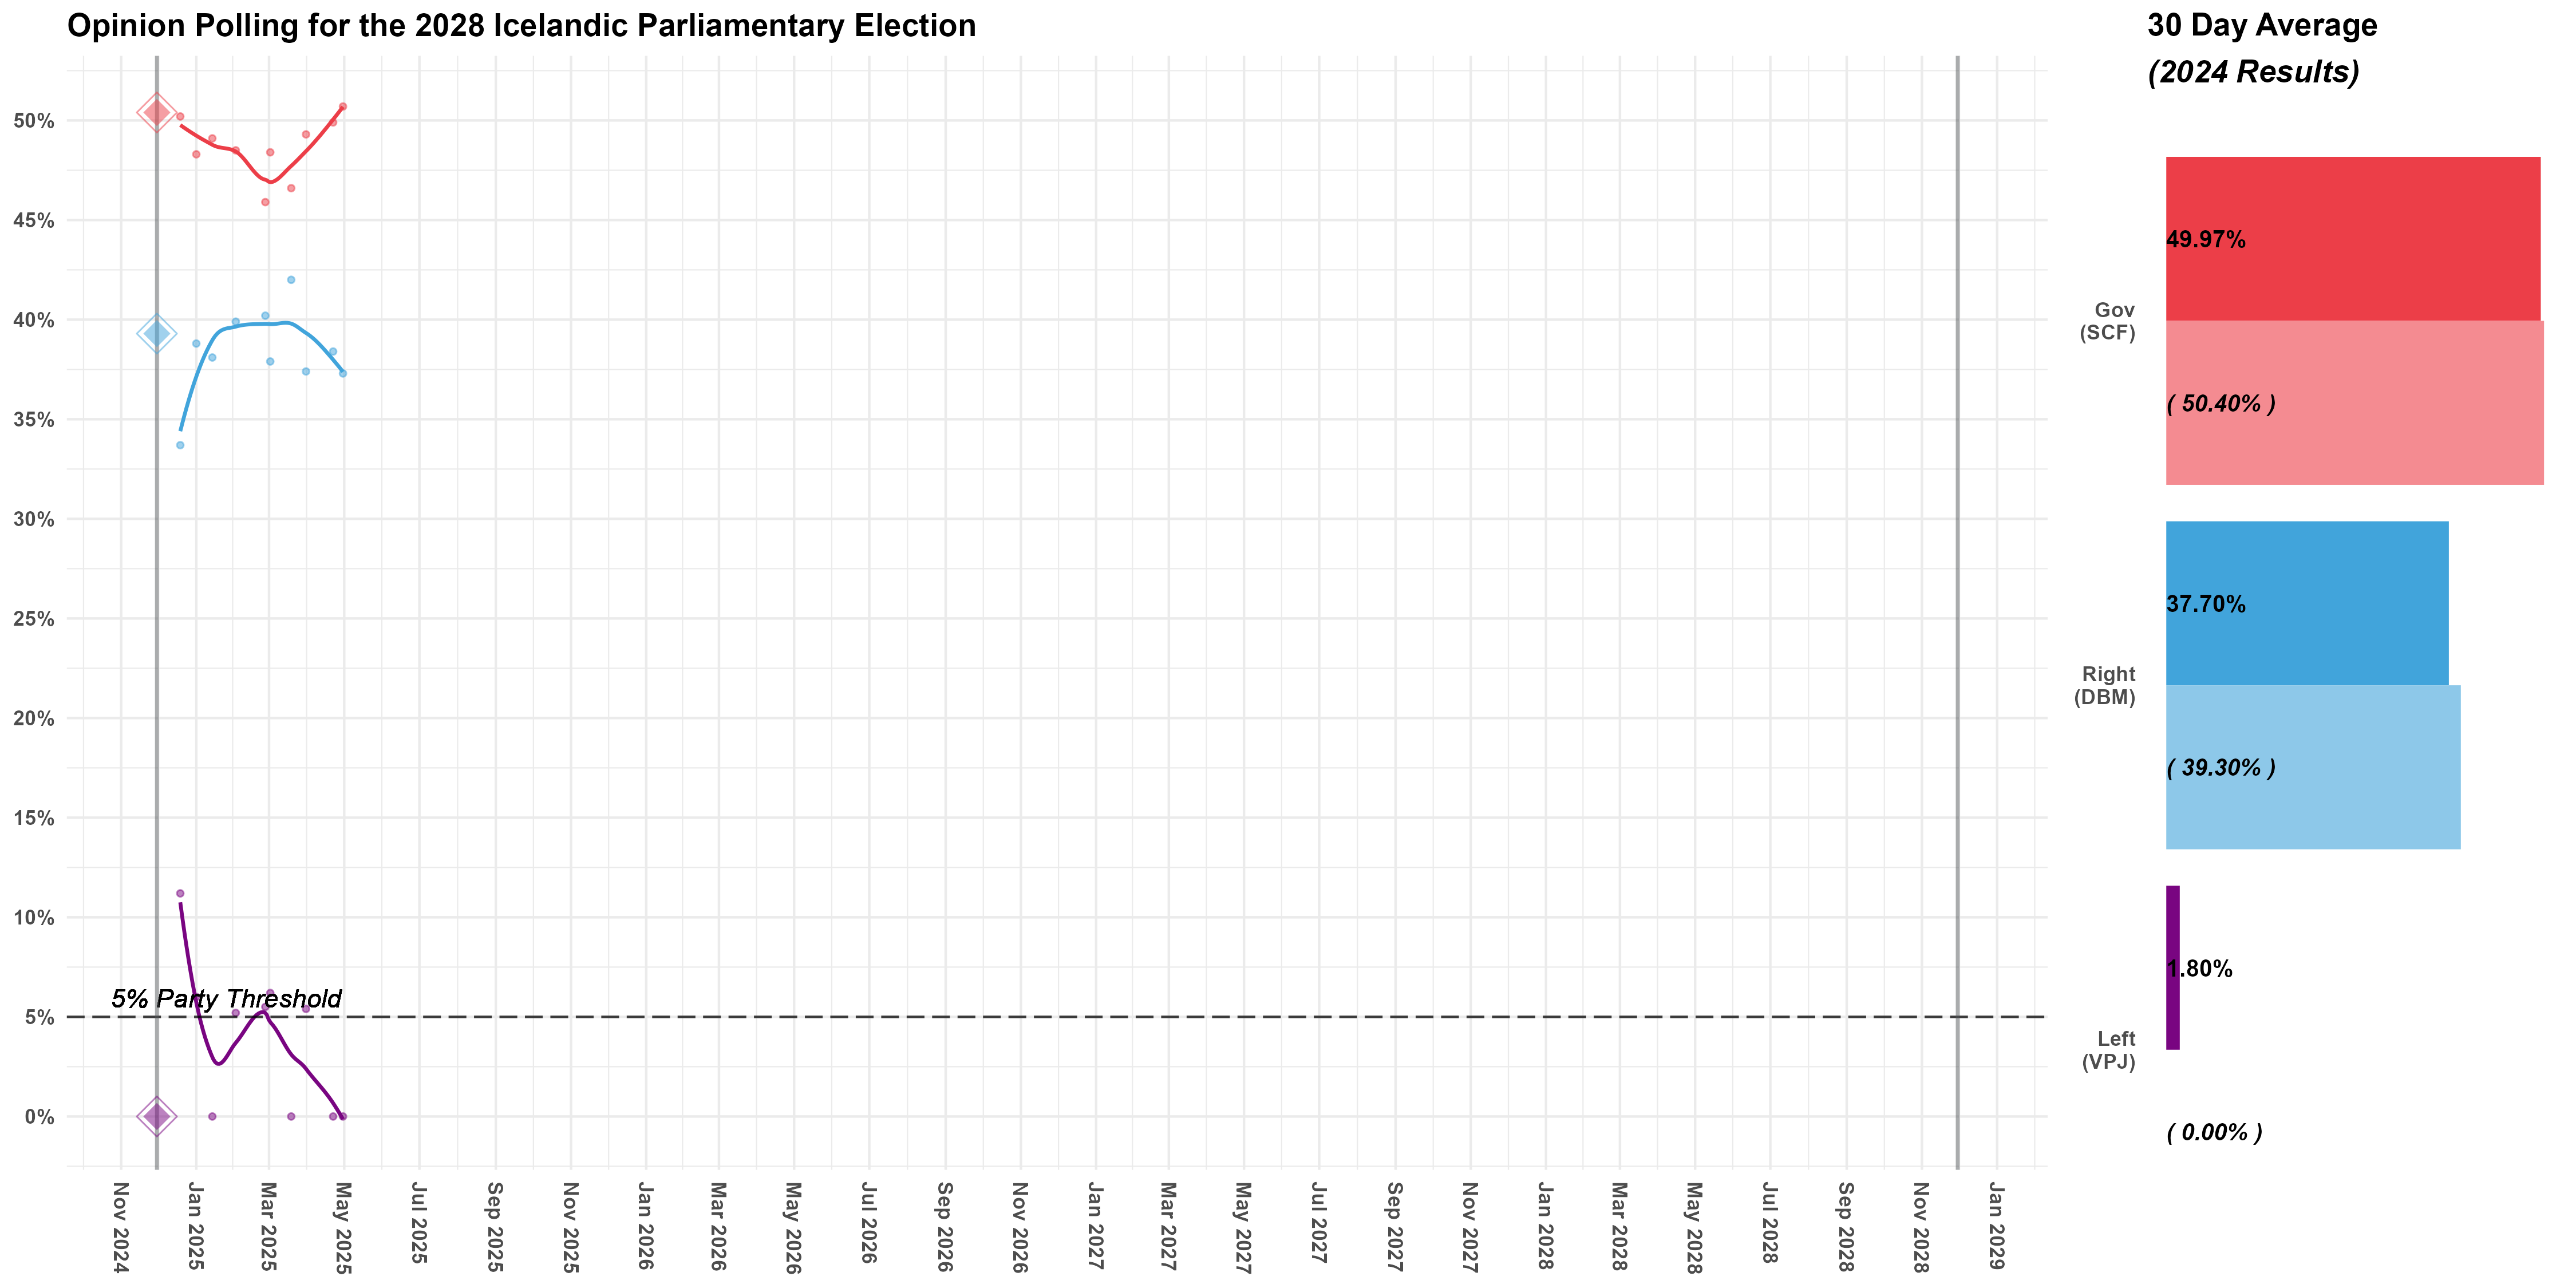 Opinion Polling for the 2028 Icelandic Parliamentary Election
30 Day Average
(2024 Results)
50%
45%
40%
35%
30%
25%
20%
15%
10%
5%
0%
5% Party Threshold
Nov 2024
Jan 2025
Mar 2025
May 2025
Jul 2025
Sep 2025
Nov 2025
Jan 2026
Mar 2026
May 2026
Jul 2026
Sep 2026
Nov 2026
Jan 2027
Mar 2027
May 2027
Jul 2027
Sep 2027
Nov 2027
Jan 2028
Mar 2028
May 2028
Jul 2028
Sep 2028
Nov 2028
Jan 2029
Gov
(SCF)
49.97%
( 50.40% )
Right
(DBM)
37.70%
( 39.30% )
Left
(VPJ)
1.80%
( 0.00% )